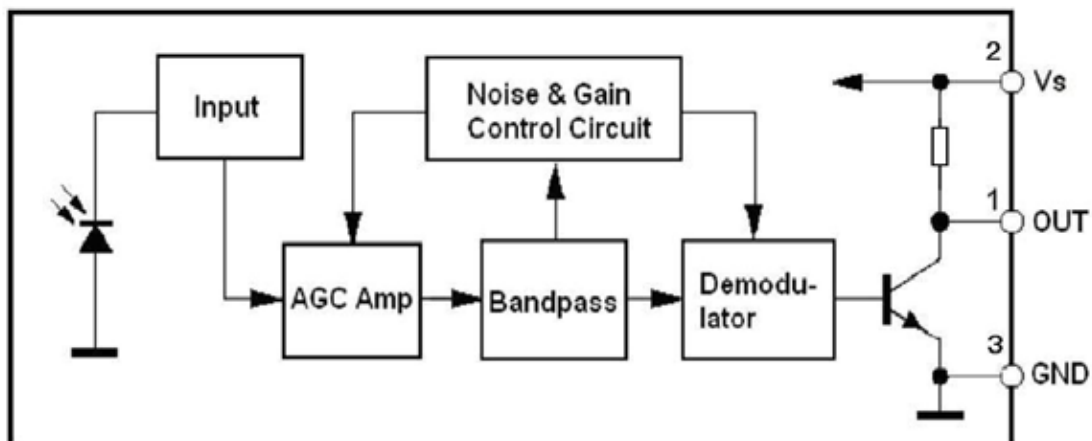 Input
Noise & Gain
Control Circuit
AGC Amp
Bandpass
Demodu-
lator
2
Vs
1
OUT
3
GND